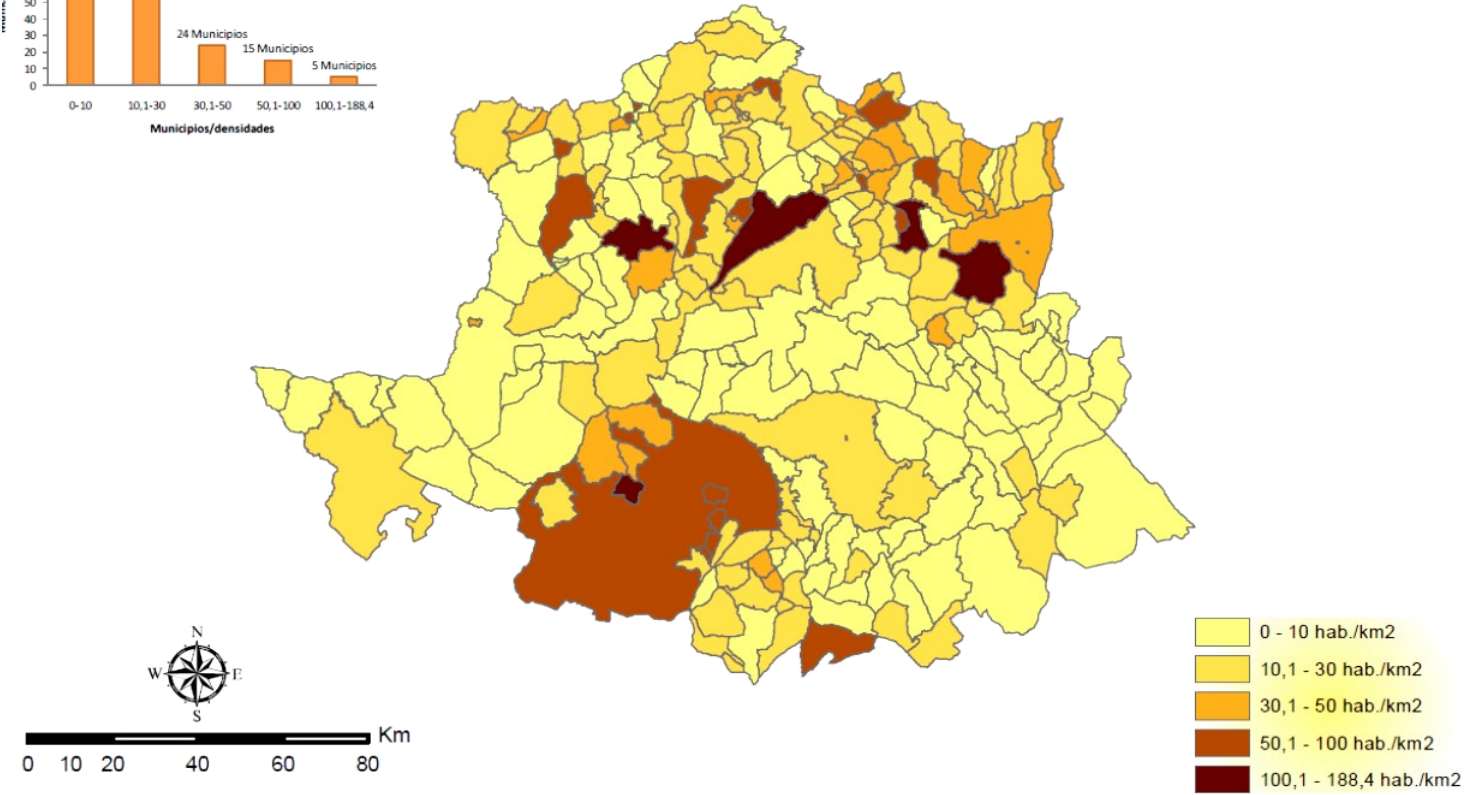 50
40
30
20
10
0
24 Municipios
15 Municipios
5 Municipios
0-10 10,1-30 30,1-50 50,1-100 100,1-188,4
Municipios/densidades
N
W E
S
Km
0 10 20 40 60 80
0 - 10 hab./km2
10,1 - 30 hab./km2
30,1 - 50 hab./km2
50,1 - 100 hab./km2
100,1 - 188,4 hab./km2